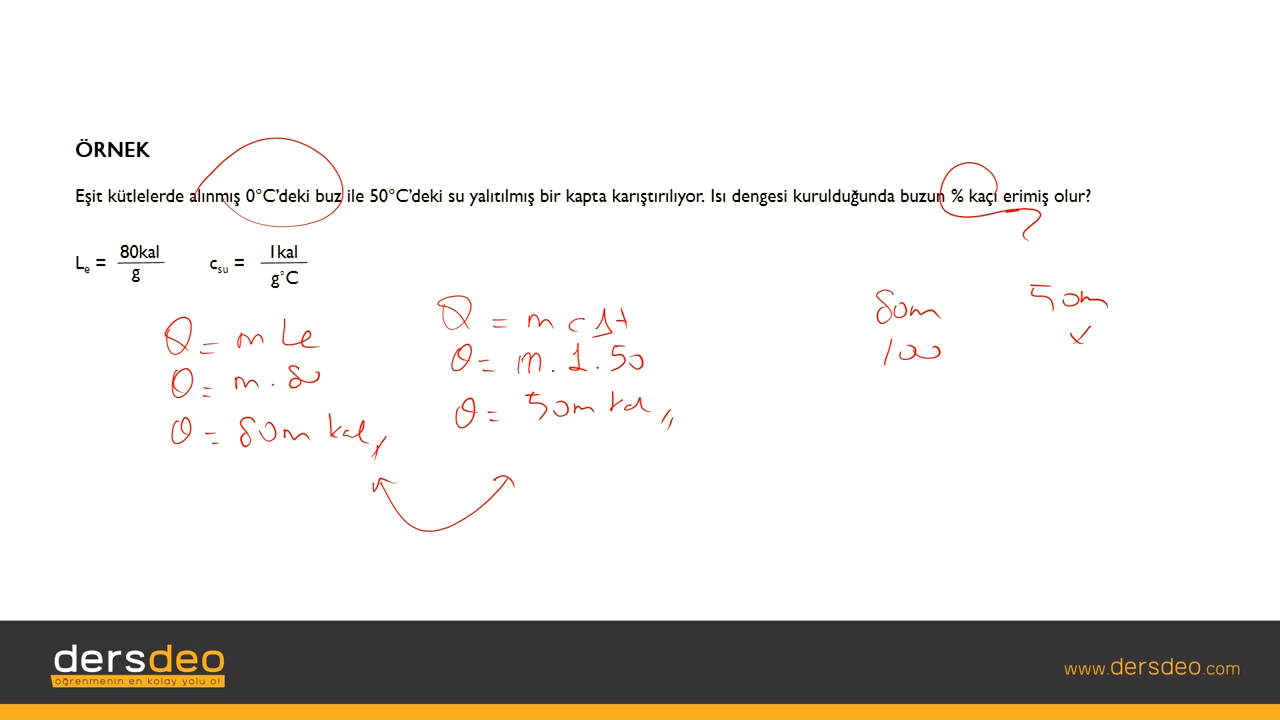 ÖRNEK
Eşit kütlelerde alınmış 0°C'deki buz ile 50°C'deki su yalıtılmış bir kapta karıştırılıyor. Isı dengesi kurulduğunda buzun % kaçı erimiş olur?
Le = 80kal/g csu = 1kal/g°C
Q = m Le
Q = m . 80
Q = 80m kal
Q = m c Δt
Q = m . 1 . 50
Q = 50m kal
80m 50m
100 x
dersdeo
öğrenmenin en kolay yolu o!
www.dersdeo.com